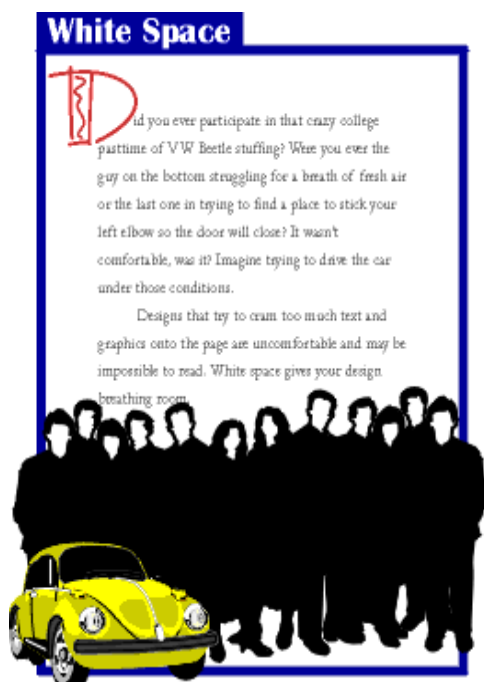 White Space
Did you ever participate in that crazy college
pasttime of VW Beetle stuffing? Were you ever the
guy on the bottom struggling for a breath of fresh air
or the last one in trying to find a place to stick your
left elbow so the door will close? It wasn't
comfortable, was it? Imagine trying to drive the car
under those conditions.
Designs that try to cram too much text and
graphics onto the page are uncomfortable and may be
impossible to read. White space gives your design
breathing room.